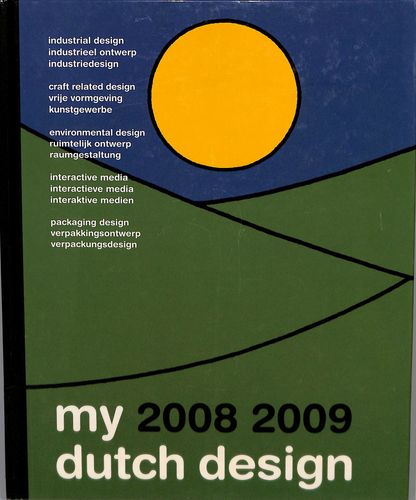 industrial design
industrieel ontwerp
industriedesign
craft related design
vrije vormgeving
kunstgewerbe
environmental design
ruimtelijk ontwerp
raumgestaltung
interactive media
interactieve media
interaktive medien
packaging design
verpakkingsontwerp
verpackungsdesign
my 2008 2009
dutch design